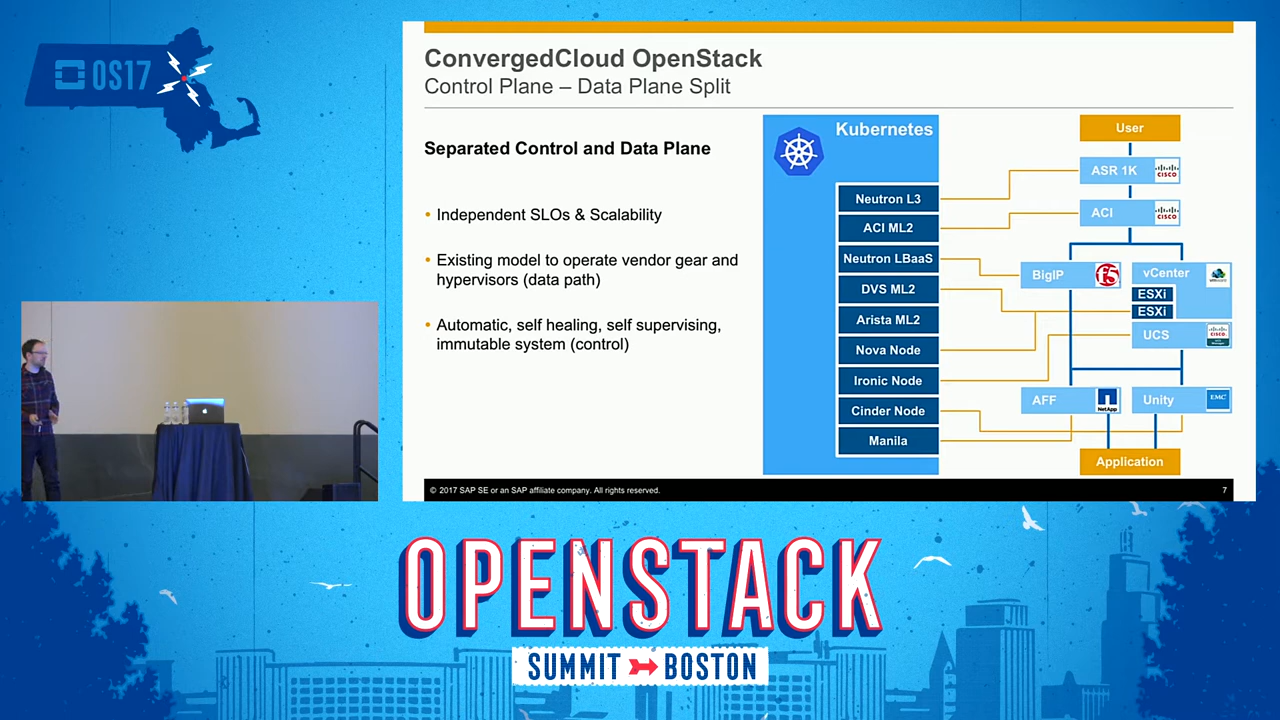 OS17
ConvergedCloud OpenStack
Control Plane – Data Plane Split
Separated Control and Data Plane
• Independent SLOs & Scalability
• Existing model to operate vendor gear and
hypervisors (data path)
• Automatic, self healing, self supervising,
immutable system (control)
Kubernetes
Neutron L3
ACI ML2
Neutron LBaaS
DVS ML2
Arista ML2
Nova Node
Ironic Node
Cinder Node
Manila
User
ASR 1K
CISCO
ACI
CISCO
BigIP
f5
vCenter
ESXi
ESXi
UCS
CISCO
AFF
NetApp
Unity
EMC
Application
© 2017 SAP SE or an SAP affiliate company. All rights reserved.
7
OPENSTACK
SUMMIT BOSTON